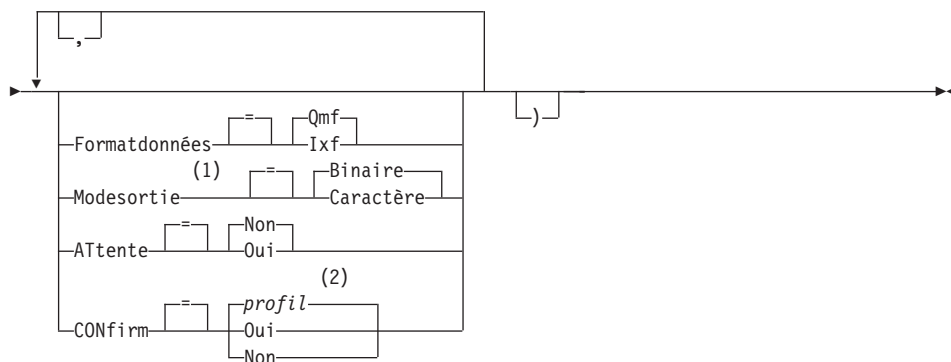 ,
)
= Qmf
Formatdonnées Ixf
(1)
= Binaire
Modesortie Caractère
= Non
ATtente Oui
(2)
= profil
CONfirm Oui
Non